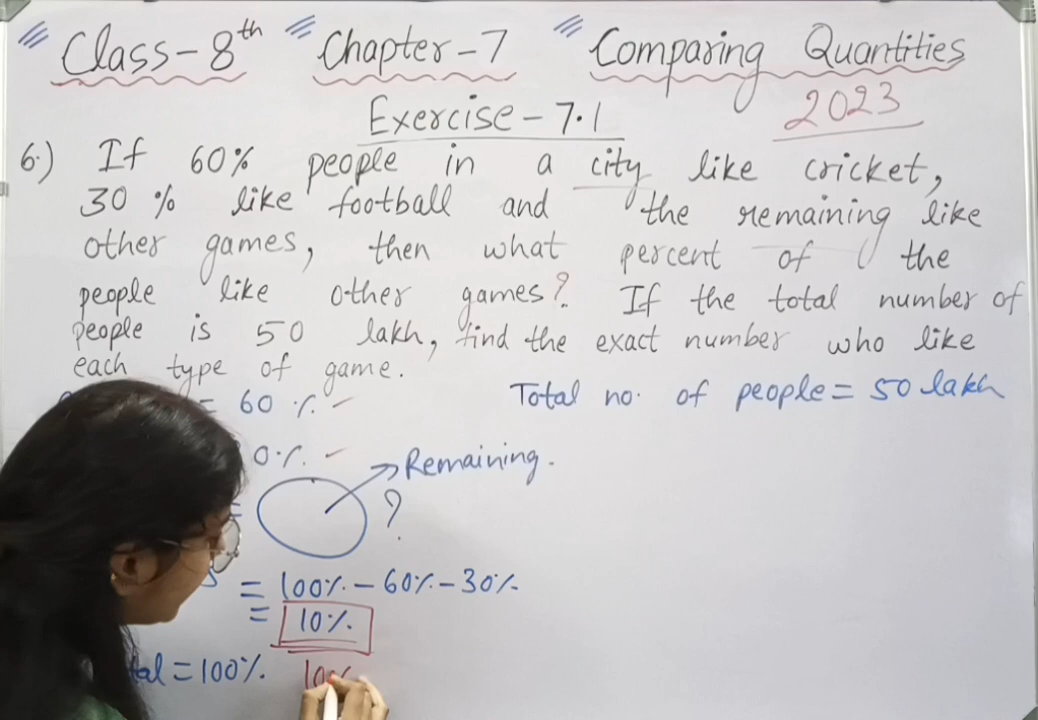 Class-8th Chapter-7 Comparing Quantities
Exercise-7.1 2023
6.) If 60% people in a city like cricket,
30 % like football and the remaining like
other games, then what percent of the
people like other games? If the total number of
people is 50 lakh, find the exact number who like
each type of game.
= 60 % Total no. of people = 50 lakh
0%
Remaining.
= ?
= 100% - 60% - 30%
= 10%
= 100%